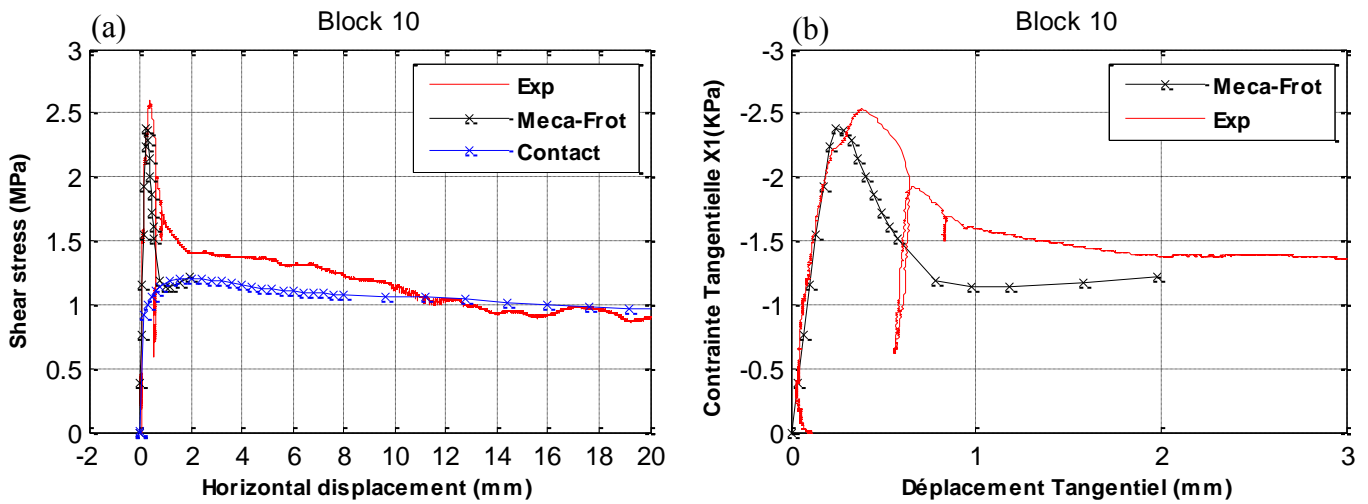 (a)
Block 10
3
2.5
2
1.5
1
0.5
0
-2 0 2 4 6 8 10 12 14 16 18 20
Shear stress (MPa)
Horizontal displacement (mm)
Exp
Meca-Frot
Contact
(b)
Block 10
-3
-2.5
-2
-1.5
-1
-0.5
0
0 1 2 3
Contrainte Tangentielle X1(KPa)
Déplacement Tangentiel (mm)
Meca-Frot
Exp